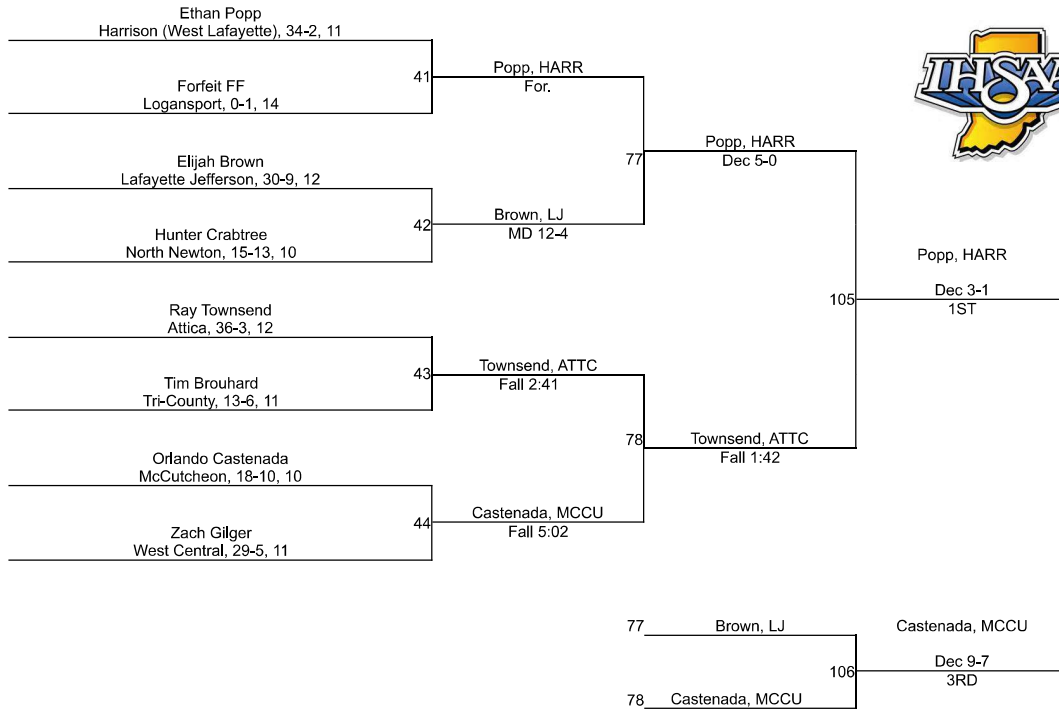 Ethan Popp
Harrison (West Lafayette), 34-2, 11
41
Forfeit FF
Logansport, 0-1, 14
Popp, HARR
For.
77
Elijah Brown
Lafayette Jefferson, 30-9, 12
42
Hunter Crabtree
North Newton, 15-13, 10
Brown, LJ
MD 12-4
Popp, HARR
Dec 5-0
105
Ray Townsend
Attica, 36-3, 12
43
Tim Brouhard
Tri-County, 13-6, 11
Townsend, ATTC
Fall 2:41
78
Orlando Castenada
McCutcheon, 18-10, 10
44
Zach Gilger
West Central, 29-5, 11
Castenada, MCCU
Fall 5:02
Townsend, ATTC
Fall 1:42
IHSAA
Popp, HARR
Dec 3-1
1ST
77 Brown, LJ
106
78 Castenada, MCCU
Castenada, MCCU
Dec 9-7
3RD